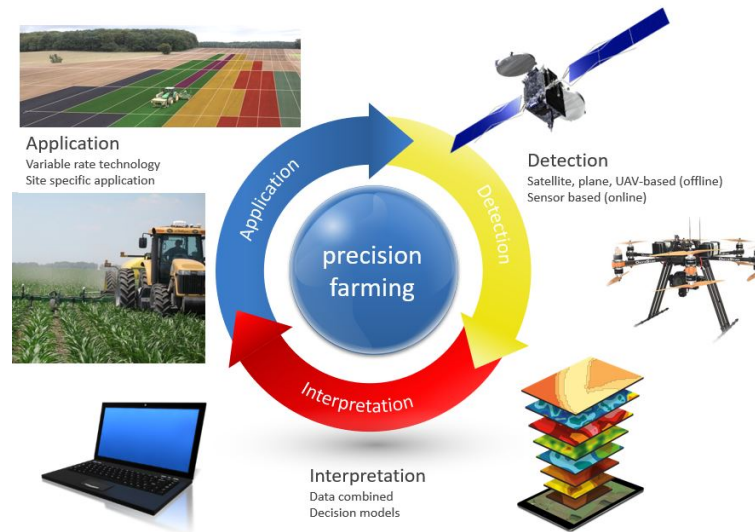 Application
Variable rate technology
Site specific application
Detection
Satellite, plane, UAV-based (offline)
Sensor based (online)
Application
Detection
Interpretation
precision
farming
Interpretation
Data combined
Decision models